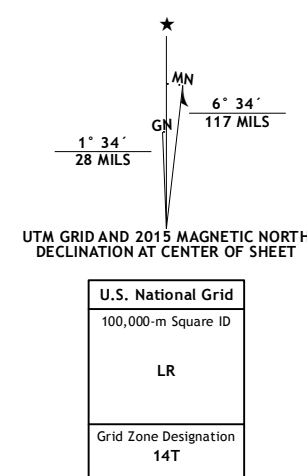 ★
MN
6° 34´
117 MILS
GN
1° 34´
28 MILS
UTM GRID AND 2015 MAGNETIC NORTH
DECLINATION AT CENTER OF SHEET
U.S. National Grid
100,000-m Square ID
LR
Grid Zone Designation
14T